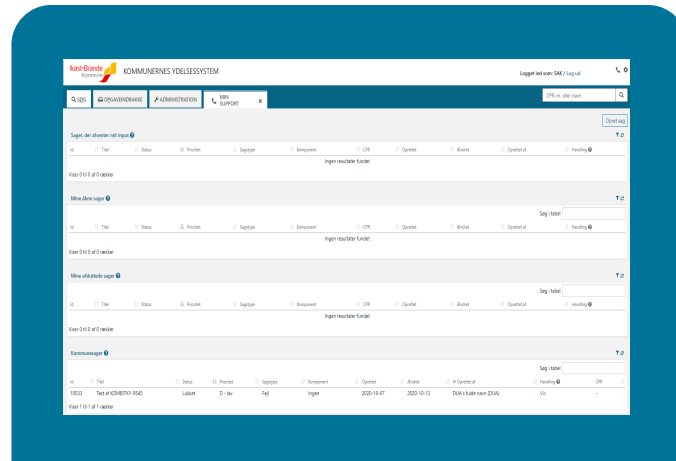 Ikast-Brande
Kommune
KOMMUNERNES YDELSESSYSTEM
Logget ind som: SAK / Log ud
SØG
OPGAVEINDBAKKE
ADMINISTRATION
MIN
SUPPORT
x
CPR-nr. eller navn
Opret sag
Sager, der afventer mit input
Id Titel Status Prioritet Sagstype Komponent CPR Oprettet Ændret Oprettet af Handling
Ingen resultater fundet
Viser 0 til 0 af 0 rækker
Mine åbne sager
Søg i tabel
Id Titel Status Prioritet Sagstype Komponent CPR Oprettet Ændret Oprettet af Handling
Ingen resultater fundet
Viser 0 til 0 af 0 rækker
Mine afsluttede sager
Søg i tabel
Id Titel Status Prioritet Sagstype Komponent CPR Oprettet Ændret Oprettet af Handling
Ingen resultater fundet
Viser 0 til 0 af 0 rækker
Kommunesager
Søg i tabel
Id Titel Status Prioritet Sagstype Komponent Oprettet Ændret Oprettet af Handling CPR
10533 Test af KOMBITKY-9545 Lukket D - lav Fejl Ingen 2020-10-07 2020-10-13 DUA's fulde navn (DUA) Vis -
Viser 1 til 1 af 1 rækker